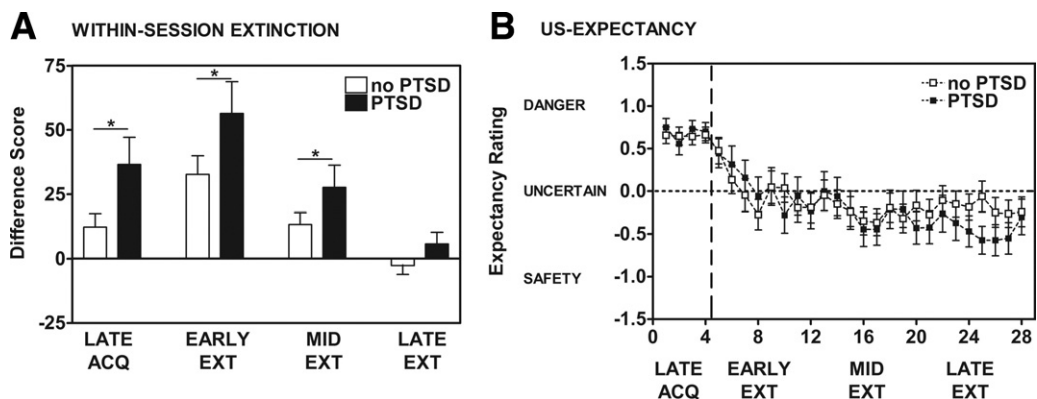 A WITHIN-SESSION EXTINCTION
75
50
25
0
-25
Difference Score
no PTSD
PTSD
*
*
*
LATE ACQ
EARLY EXT
MID EXT
LATE EXT
B US-EXPECTANCY
Expectancy Rating
DANGER
UNCERTAIN
SAFETY
1.5
1.0
0.5
0.0
-0.5
-1.0
-1.5
no PTSD
PTSD
0 4 8 12 16 20 24 28
LATE ACQ
EARLY EXT
MID EXT
LATE EXT